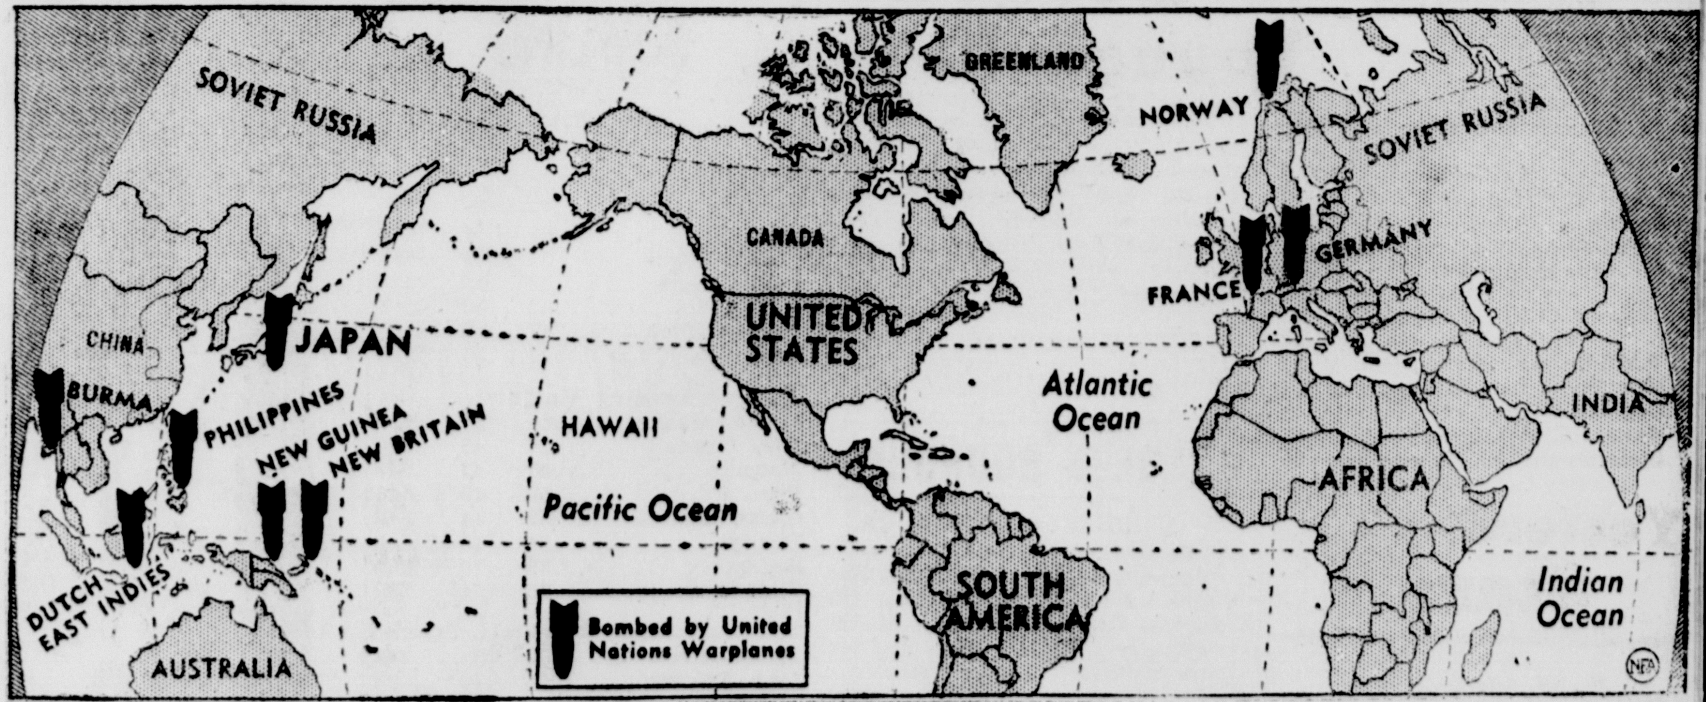 SOVIET RUSSIA
GREENLAND
NORWAY
SOVIET RUSSIA
CANADA
GERMANY
FRANCE
CHINA
JAPAN
UNITED
STATES
BURMA
PHILIPPINES
NEW GUINEA
NEW BRITAIN
HAWAII
Atlantic
Ocean
INDIA
AFRICA
Pacific Ocean
DUTCH
EAST INDIES
SOUTH
AMERICA
Indian
Ocean
Bombed by United
Nations Warplanes
AUSTRALIA
NEA